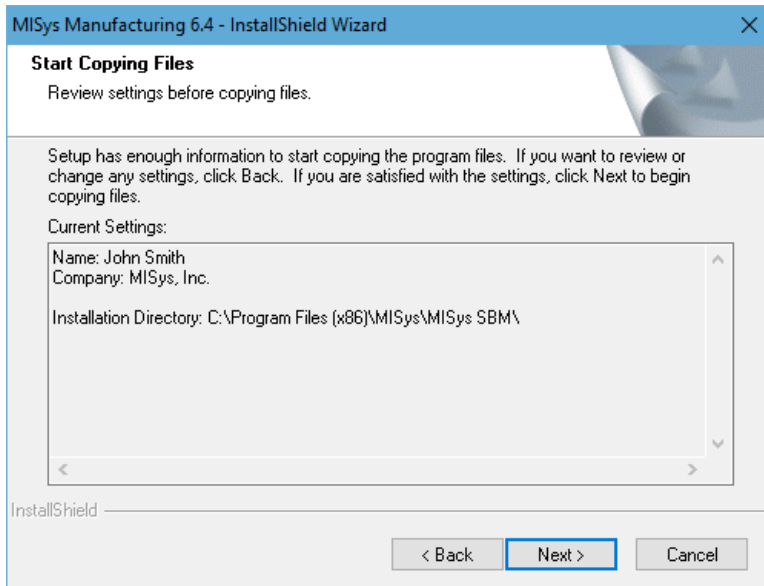 MISys Manufacturing 6.4 - InstallShield Wizard
Start Copying Files
Review settings before copying files.
Setup has enough information to start copying the program files.  If you want to review or
change any settings, click Back.  If you are satisfied with the settings, click Next to begin
copying files.
Current Settings:
Name: John Smith
Company: MISys, Inc.
Installation Directory: C:\Program Files (x86)\MISys\MISys SBM\
InstallShield
< Back
Next >
Cancel